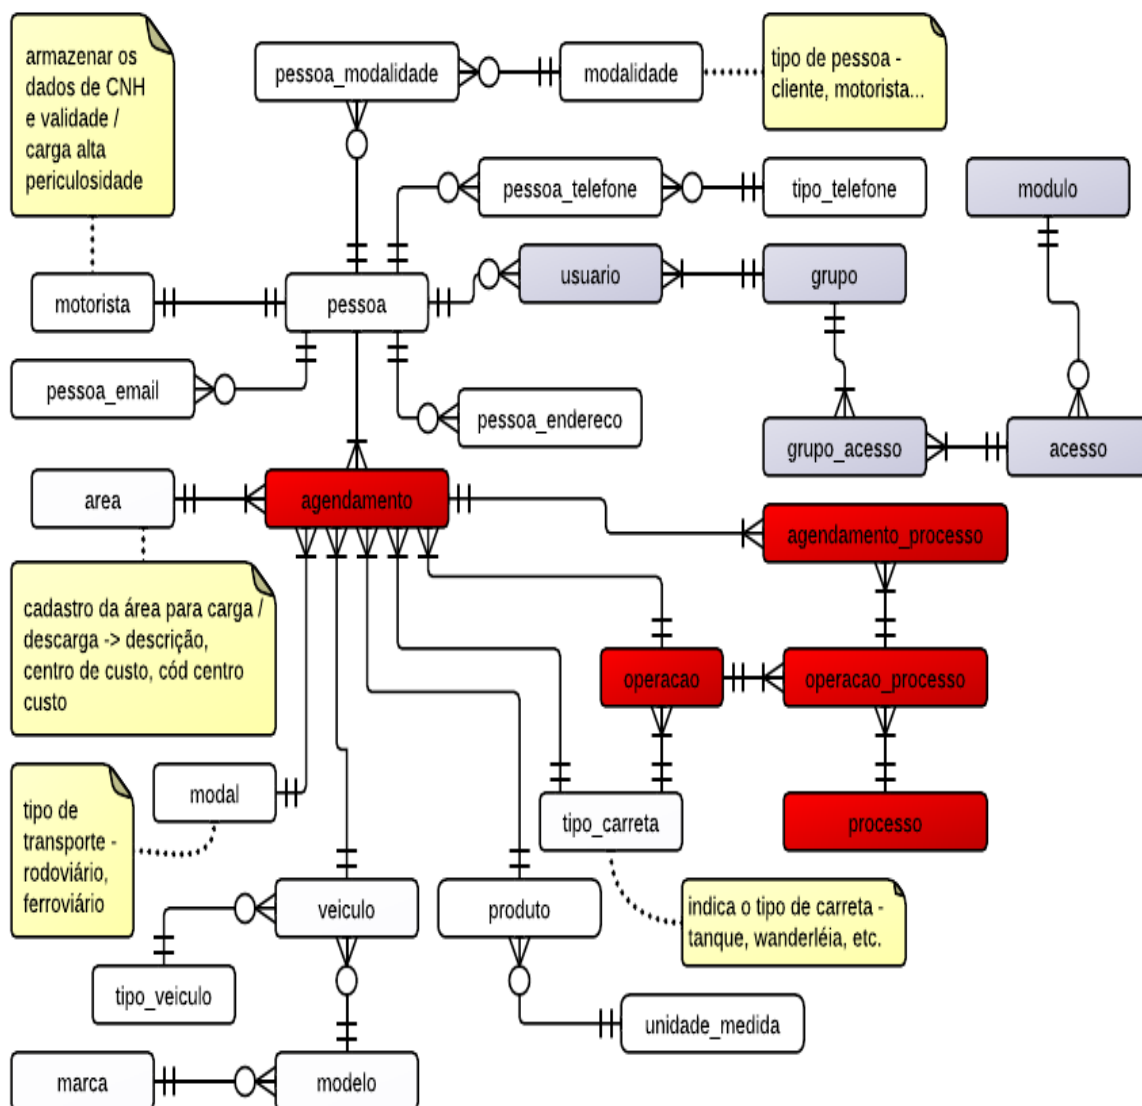 armazenar os
dados de CNH
e validade /
carga alta
periculosidade
pessoa_modalidade
modalidade
tipo de pessoa -
cliente, motorista...
pessoa_telefone
tipo_telefone
modulo
motorista
pessoa
usuario
grupo
pessoa_email
pessoa_endereco
grupo_acesso
acesso
area
agendamento
agendamento_processo
cadastro da área para carga /
descarga -> descrição,
centro de custo, cód centro
custo
operacao
operacao_processo
tipo de
transporte -
rodoviário,
ferroviário
modal
tipo_carreta
processo
veiculo
produto
indica o tipo de carreta -
tanque, wanderléia, etc.
tipo_veiculo
unidade_medida
marca
modelo